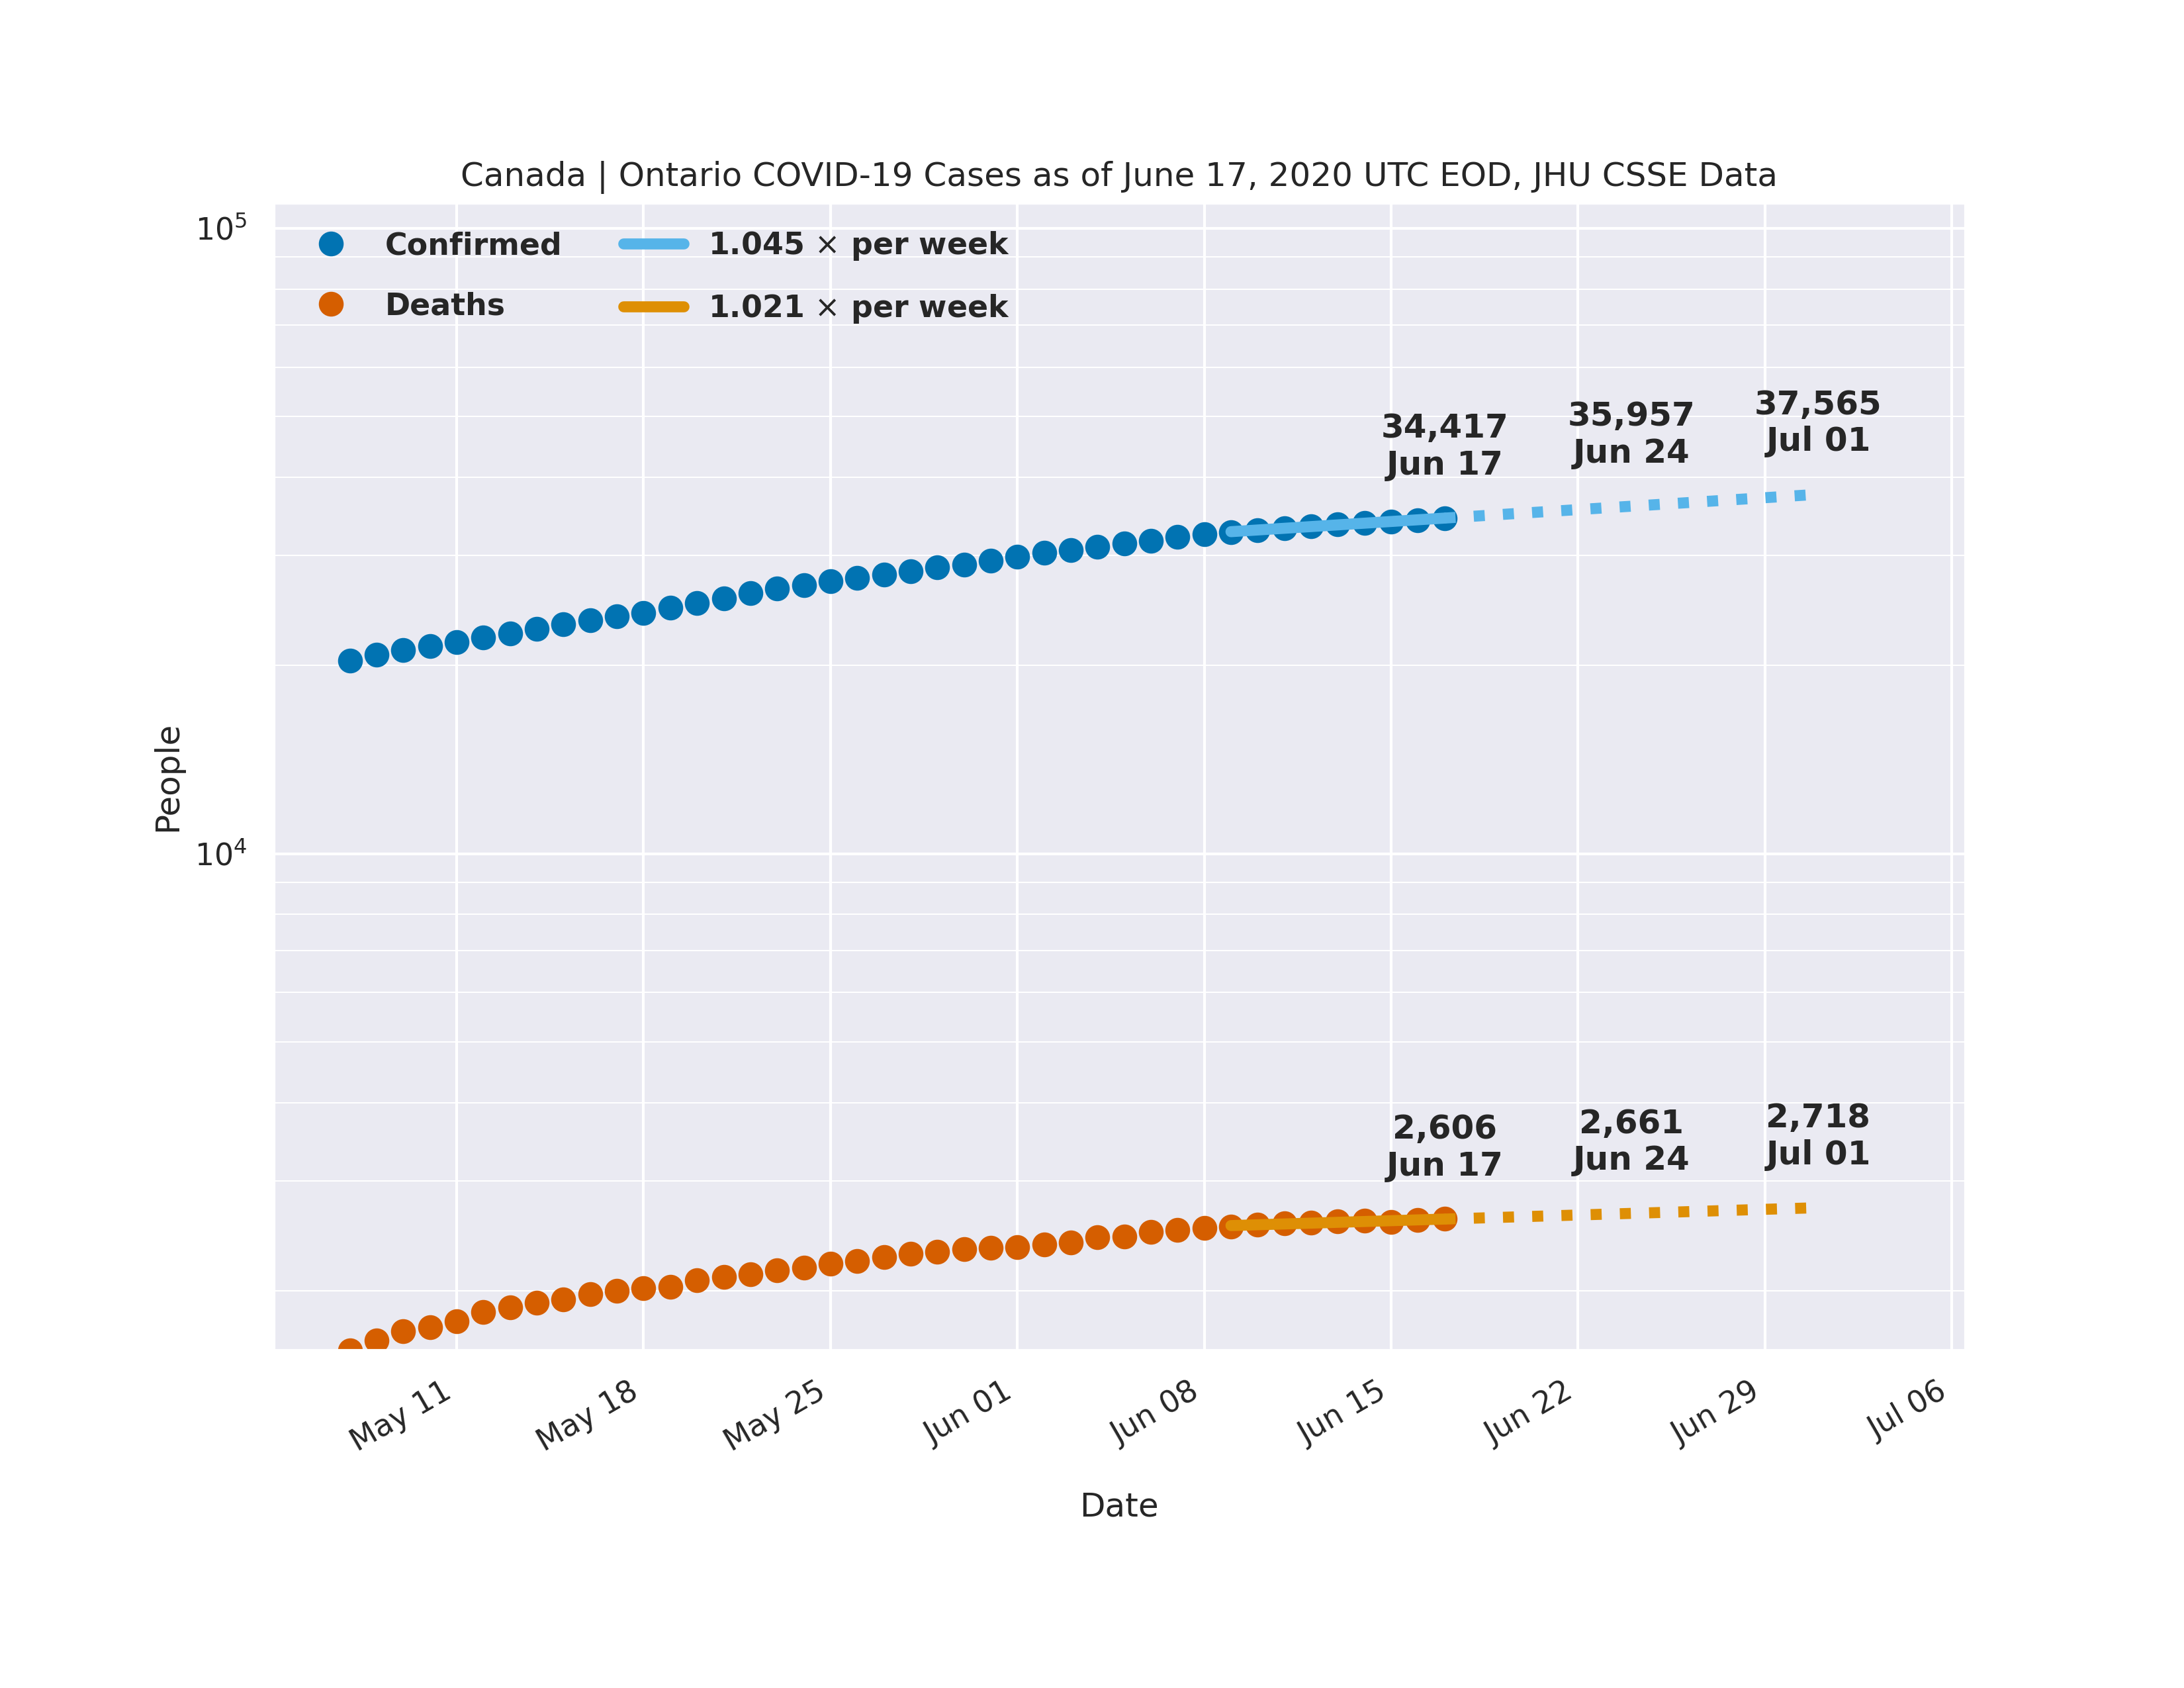 Canada | Ontario COVID-19 Cases as of June 17, 2020 UTC EOD, JHU CSSE Data
10⁵
Confirmed
1.045 × per week
Deaths
1.021 × per week
34,417
Jun 17
35,957
Jun 24
37,565
Jul 01
People
10⁴
2,606
Jun 17
2,661
Jun 24
2,718
Jul 01
May 11
May 18
May 25
Jun 01
Jun 08
Jun 15
Jun 22
Jun 29
Jul 06
Date